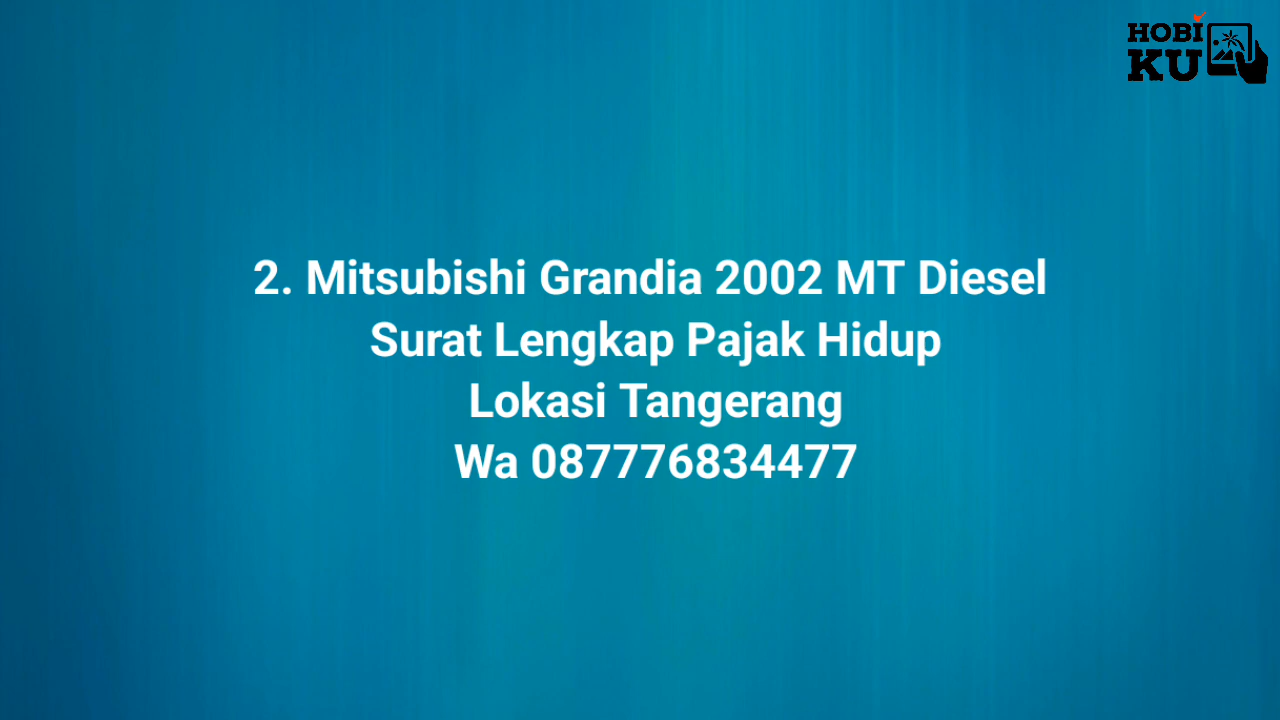 HOBI
KU
2. Mitsubishi Grandia 2002 MT Diesel
Surat Lengkap Pajak Hidup
Lokasi Tangerang
Wa 087776834477